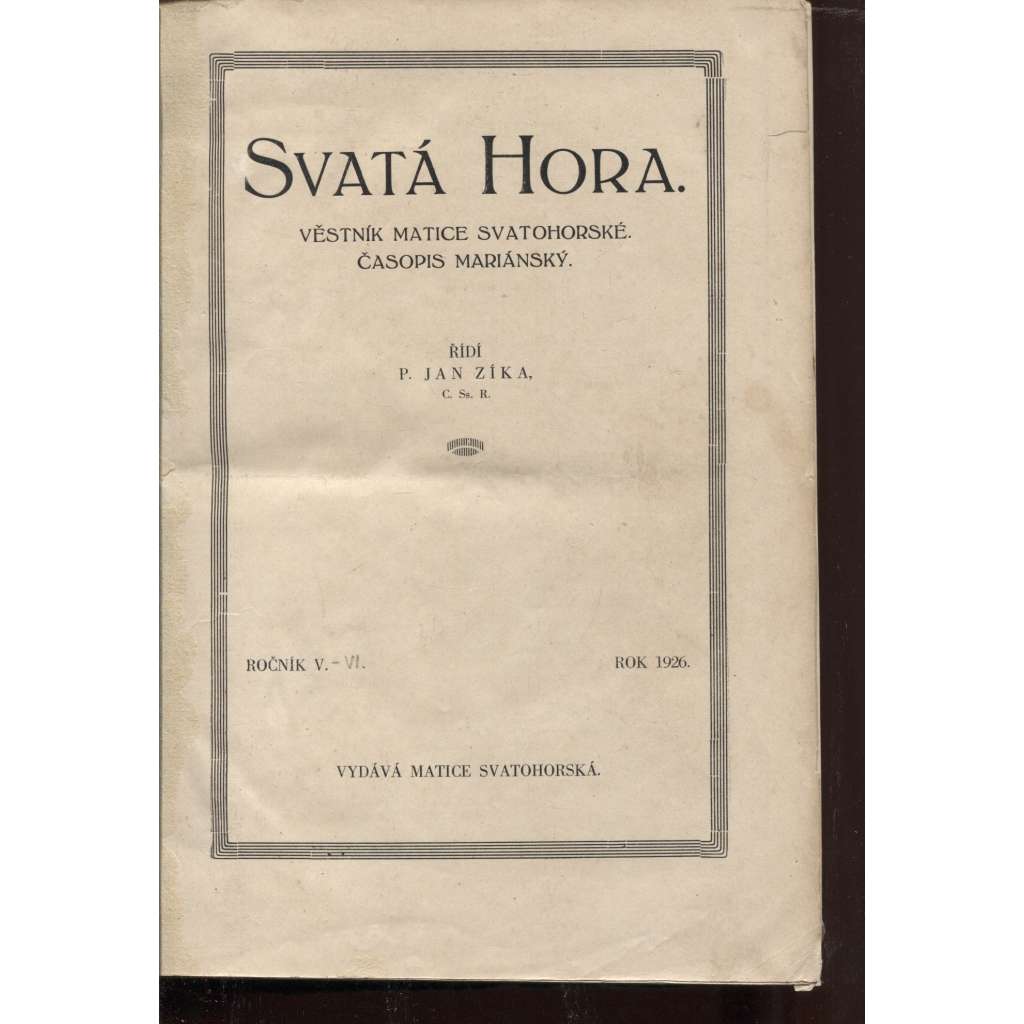 SVATÁ HORA.
VĚSTNÍK MATICE SVATOHORSKÉ.
ČASOPIS MARIÁNSKÝ.
ŘÍDÍ
P. JAN ZÍKA,
C. Ss. R.
ROČNÍK V.-VI. ROK 1926.
VYDÁVÁ MATICE SVATOHORSKÁ.